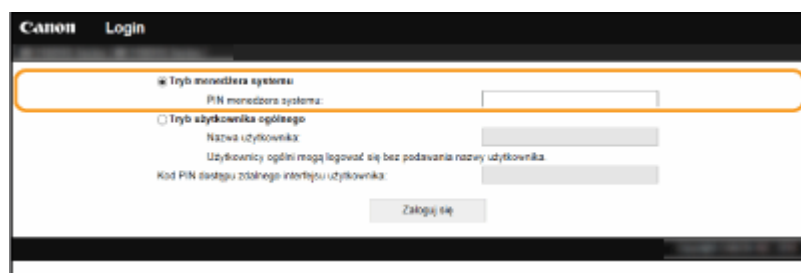 Canon Login
Tryb menedżera systemu
PIN menedżera systemu:
Tryb użytkownika ogólnego
Nazwa użytkownika:
Użytkownicy ogólni mogą logować się bez podawania nazwy użytkownika.
Kod PIN dostępu zdalnego interfejsu użytkownika:
Zaloguj się